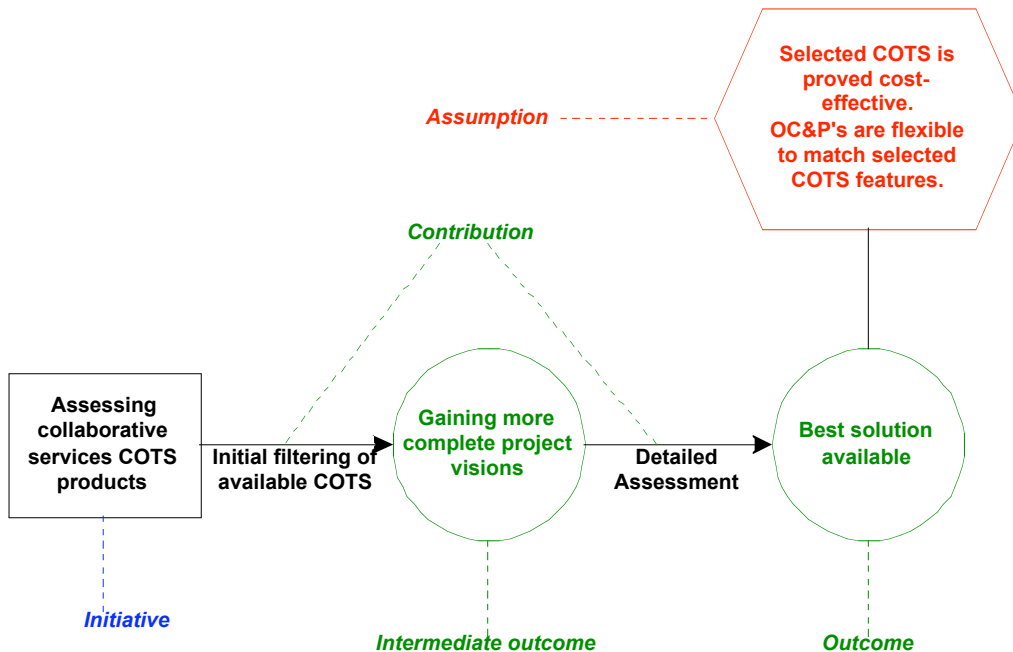 Selected COTS is
proved cost-
effective.
OC&P's are flexible
to match selected
COTS features.
Assumption
Contribution
Assessing
collaborative
services COTS
products
Initial filtering of
available COTS
Gaining more
complete project
visions
Detailed
Assessment
Best solution
available
Initiative
Intermediate outcome
Outcome